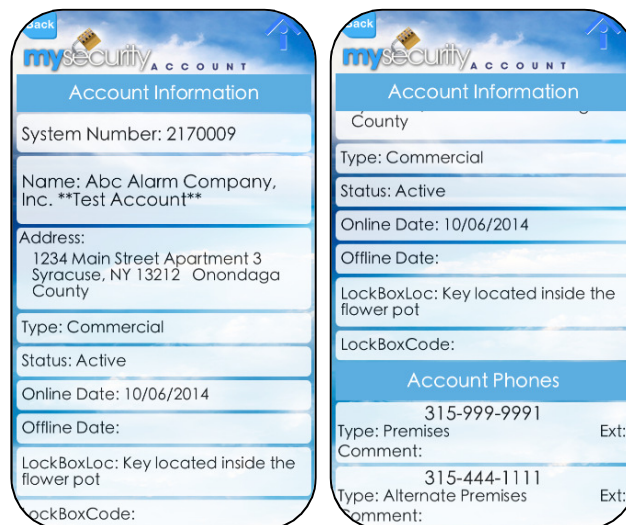 Back
mysecurity
ACCOUNT
Account Information
System Number: 2170009
Name: Abc Alarm Company,
Inc. **Test Account**
Address:
1234 Main Street Apartment 3
Syracuse, NY 13212 Onondaga
County
Type: Commercial
Status: Active
Online Date: 10/06/2014
Offline Date:
LockBoxLoc: Key located inside the
flower pot
LockBoxCode:
Back
mysecurity
ACCOUNT
Account Information
County
Type: Commercial
Status: Active
Online Date: 10/06/2014
Offline Date:
LockBoxLoc: Key located inside the
flower pot
LockBoxCode:
Account Phones
315-999-9991
Type: Premises Ext:
Comment:
315-444-1111
Type: Alternate Premises Ext:
Comment: